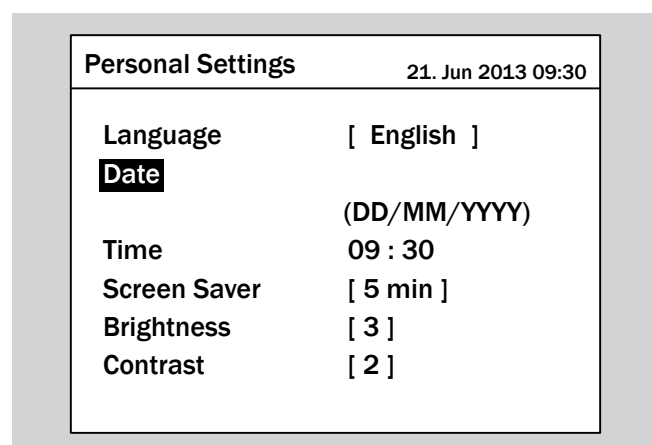 Personal Settings 21. Jun 2013 09:30
Language [ English ]
Date
(DD/MM/YYYY)
Time 09 : 30
Screen Saver [ 5 min ]
Brightness [ 3 ]
Contrast [ 2 ]